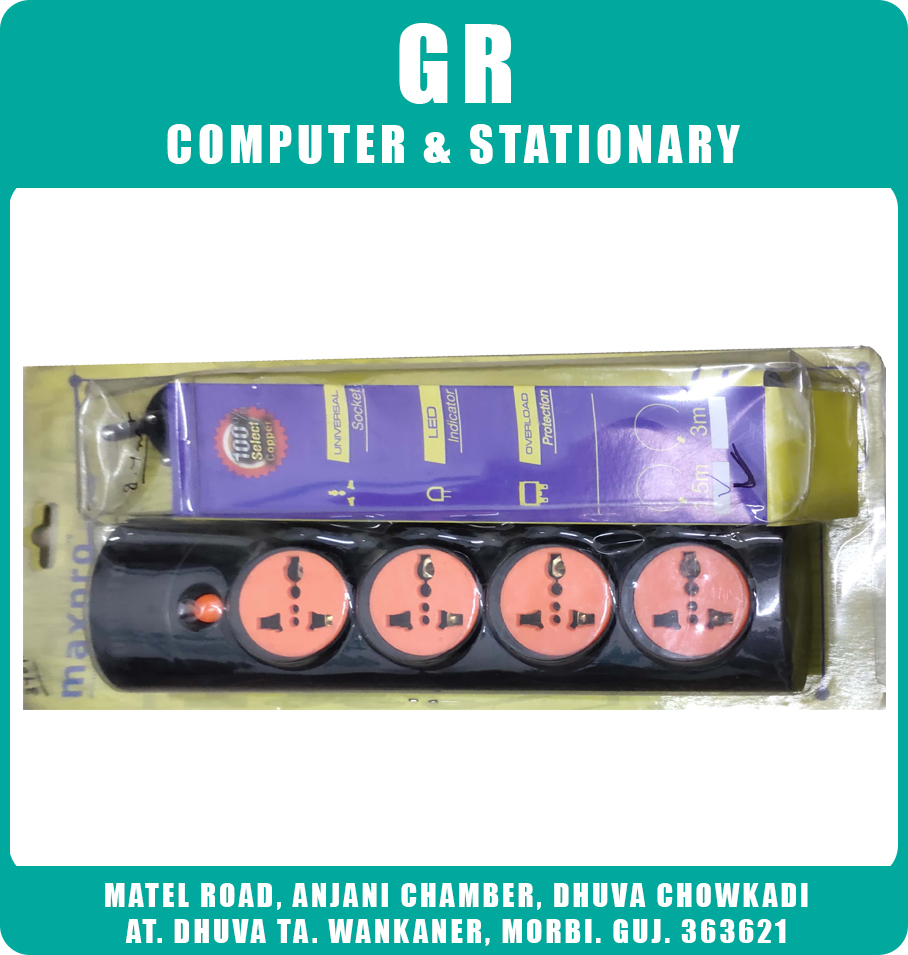 GR
COMPUTER & STATIONARY
100%
Select
Copper
UNIVERSAL
Socket
LED
Indicator
OVERLOAD
Protection
3m
maxpro
MATEL ROAD, ANJANI CHAMBER, DHUVA CHOWKADI
AT. DHUVA TA. WANKANER, MORBI. GUJ. 363621